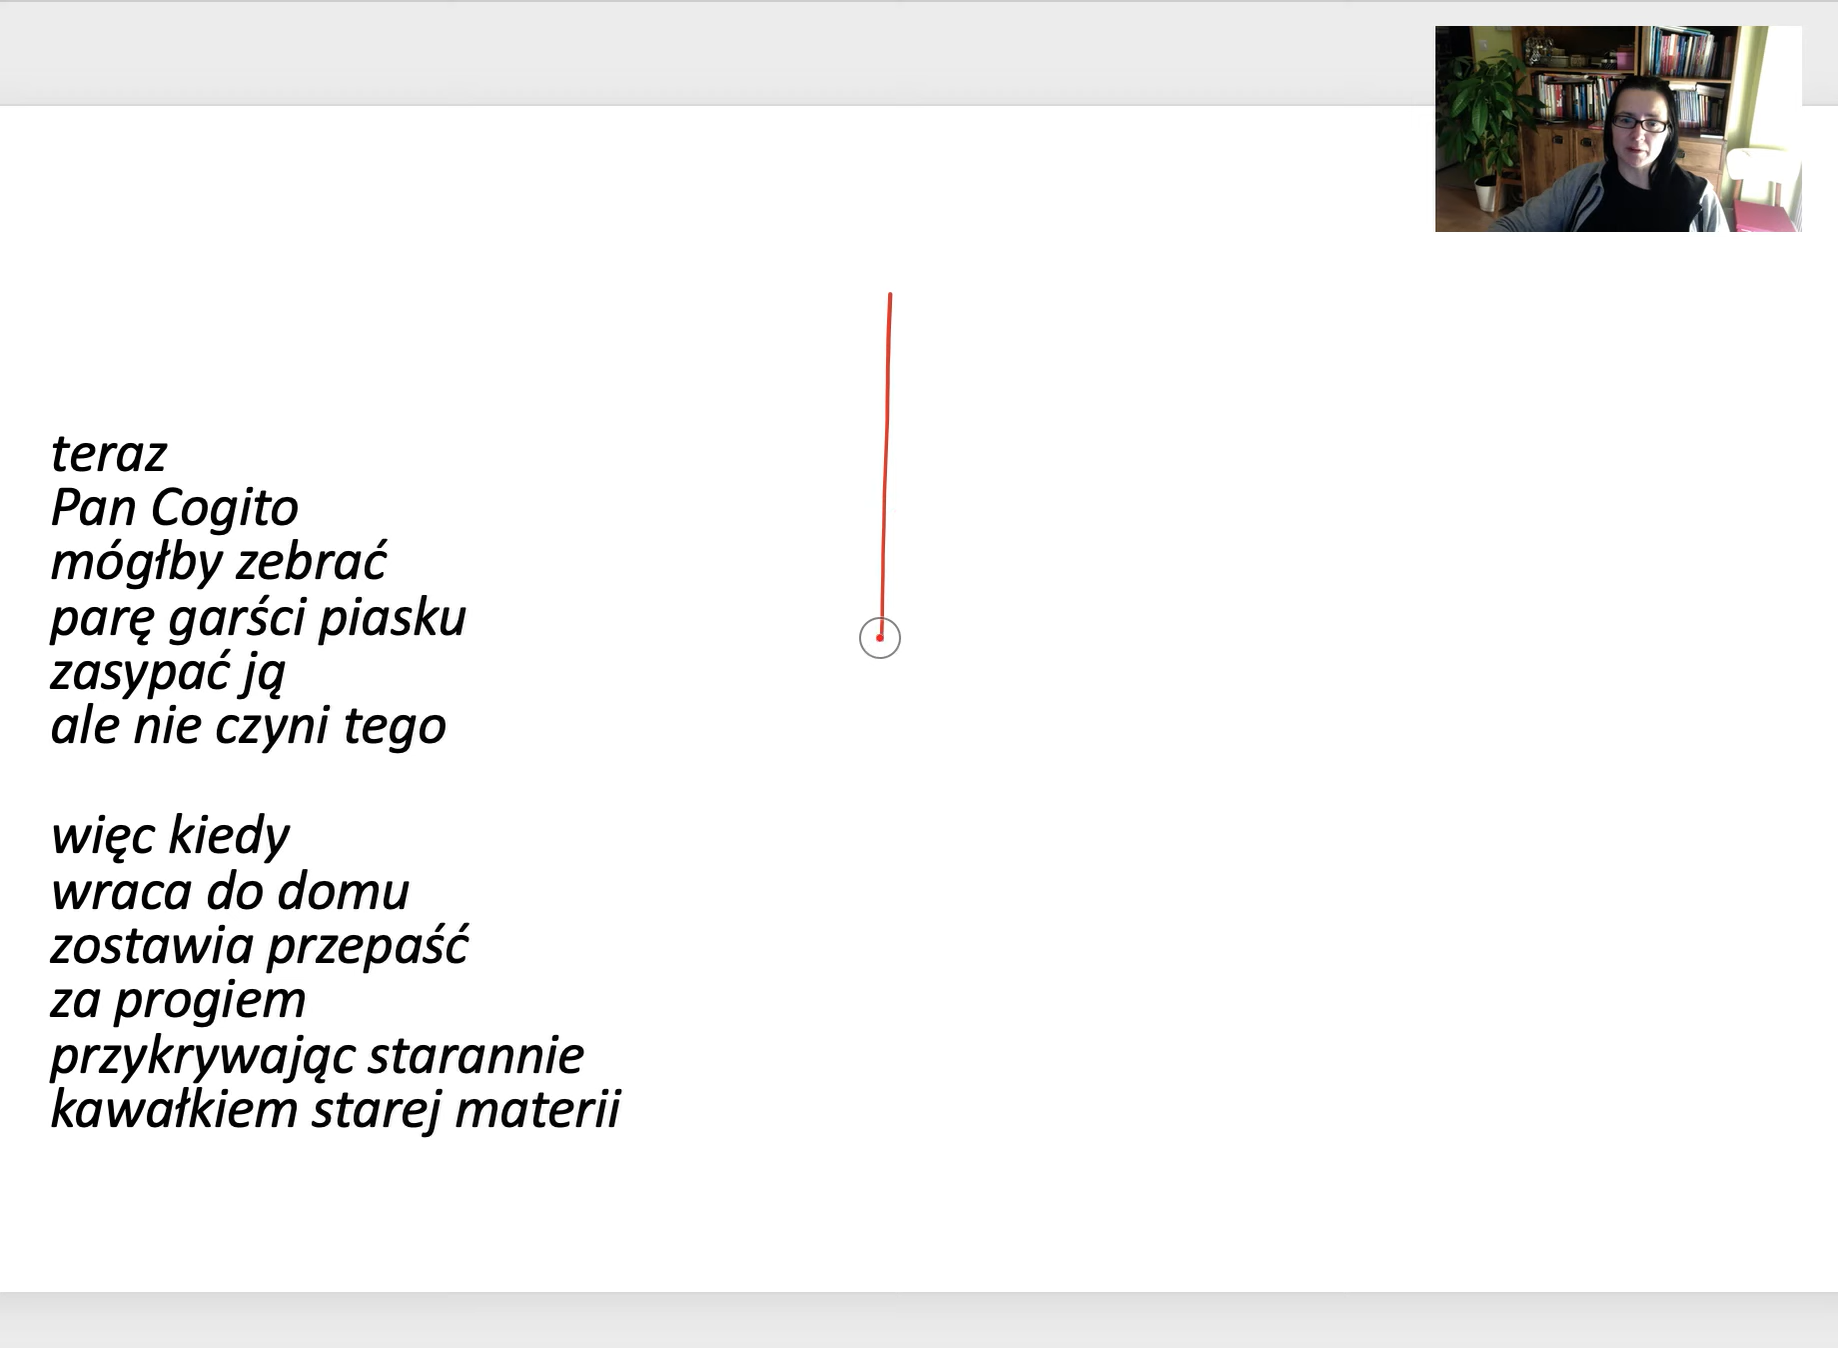 teraz
Pan Cogito
mógłby zebrać
parę garści piasku
zasypać ją
ale nie czyni tego
więc kiedy
wraca do domu
zostawia przepaść
za progiem
przykrywając starannie
kawałkiem starej materii